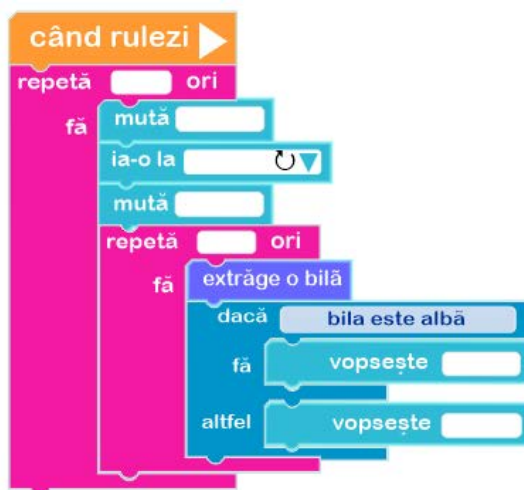 când rulezi
repetă ori
fă mută
ia-o la
mută
repetă ori
fă extrăge o bilă
dacă bila este albă
fă vopsește
altfel vopsește